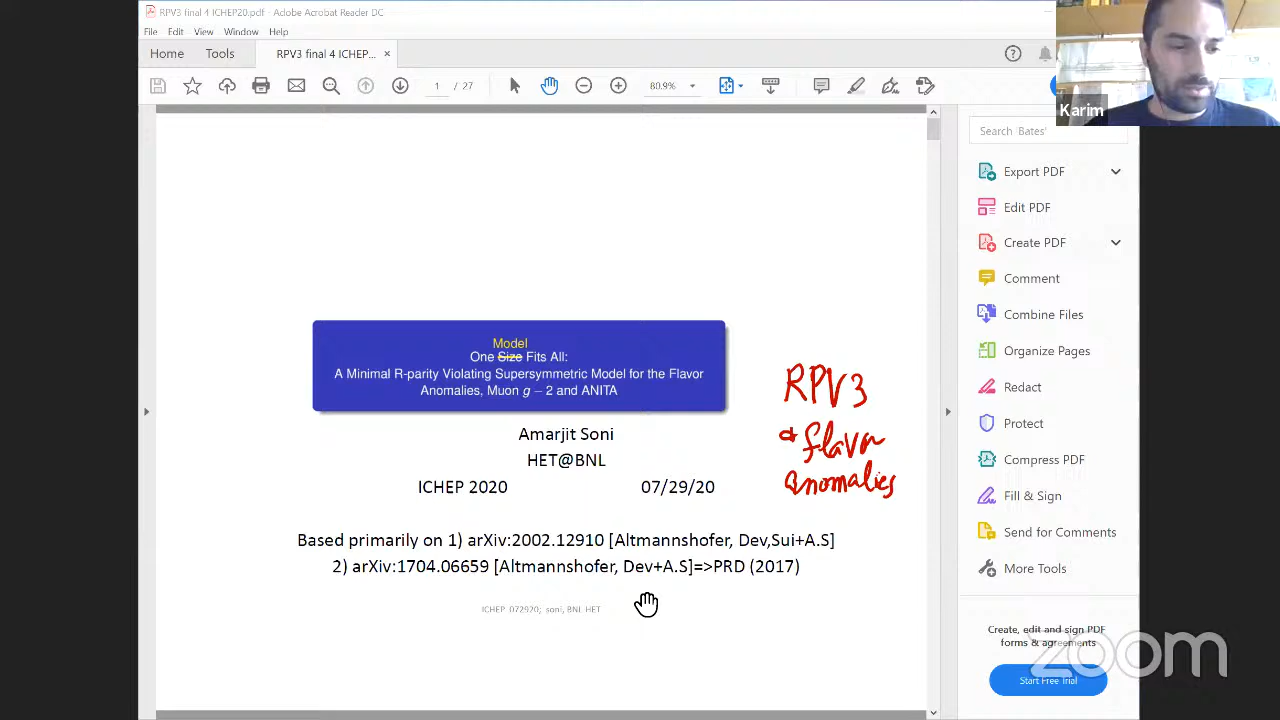 RPV3 final 4 ICHEP20.pdf - Adobe Acrobat Reader DC
File Edit View Window Help
Home Tools RPV3 final 4 ICHEP... ×
/ 27 80.9%
Karim
Search 'Bates'
Export PDF
Edit PDF
Create PDF
Comment
Combine Files
Organize Pages
Redact
Protect
Compress PDF
Fill & Sign
Send for Comments
More Tools
Create, edit and sign PDF
forms & agreements
Start Free Trial
zoom
Model
One Size Fits All:
A Minimal R-parity Violating Supersymmetric Model for the Flavor
Anomalies, Muon g − 2 and ANITA
RPV3
& flavor
anomalies
Amarjit Soni
HET@BNL
ICHEP 2020 07/29/20
Based primarily on 1) arXiv:2002.12910 [Altmannshofer, Dev,Sui+A.S]
2) arXiv:1704.06659 [Altmannshofer, Dev+A.S]=>PRD (2017)
ICHEP 072920; soni, BNL HET